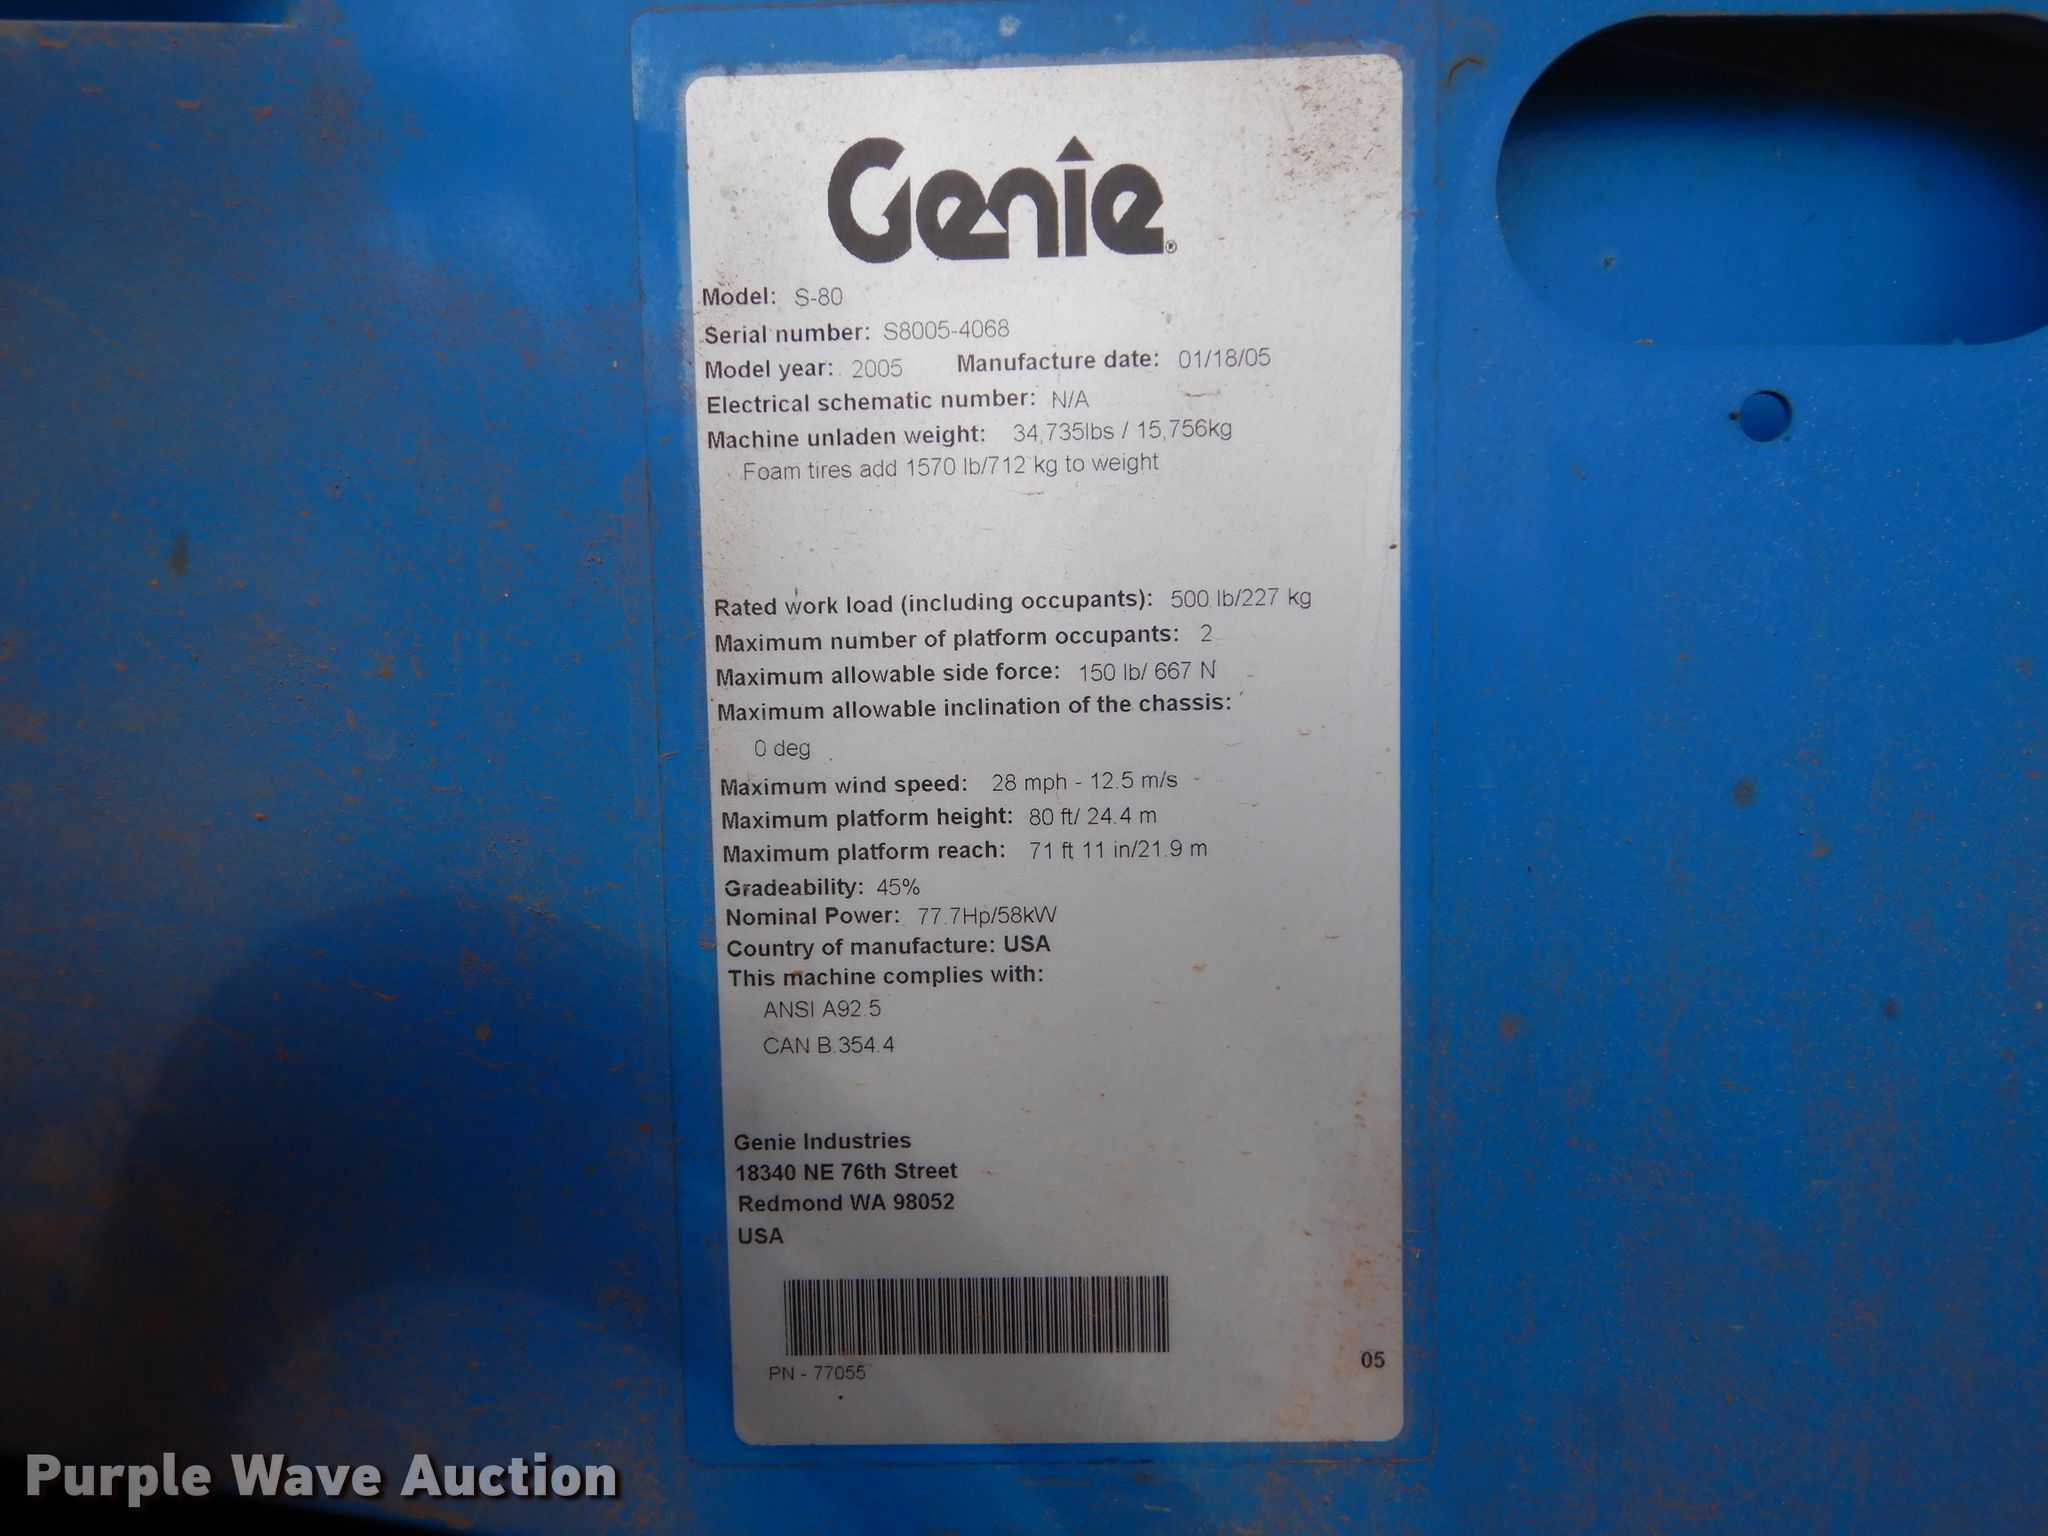 Genie®
Model: S-80
Serial number: S8005-4068
Model year: 2005 Manufacture date: 01/18/05
Electrical schematic number: N/A
Machine unladen weight: 34,735lbs / 15,756kg
Foam tires add 1570 lb/712 kg to weight
Rated work load (including occupants): 500 lb/227 kg
Maximum number of platform occupants: 2
Maximum allowable side force: 150 lb/ 667 N
Maximum allowable inclination of the chassis:
0 deg
Maximum wind speed: 28 mph - 12.5 m/s
Maximum platform height: 80 ft/ 24.4 m
Maximum platform reach: 71 ft 11 in/21.9 m
Gradeability: 45%
Nominal Power: 77.7Hp/58kW
Country of manufacture: USA
This machine complies with:
ANSI A92.5
CAN B.354.4
Genie Industries
18340 NE 76th Street
Redmond WA 98052
USA
PN - 77055
05
Purple Wave Auction